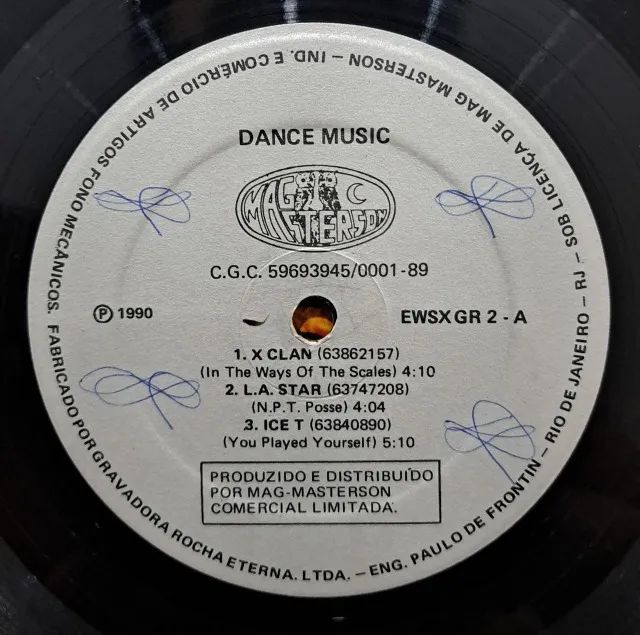 FABRICADO POR GRAVADORA ROCHA ETERNA. LTDA. – ENG. PAULO DE FRONTIN – RIO DE JANEIRO – RJ – SOB LICENÇA DE MAG MASTERSON – IND. E COMÉRCIO DE ARTIGOS FONO MECÂNICOS.
DANCE MUSIC
MAG
MASTERSON
C.G.C. 59693945/0001-89
Ⓟ 1990
EWSX GR 2 - A
1. X CLAN (63862157)
(In The Ways Of The Scales) 4:10
2. L.A. STAR (63747208)
(N.P.T. Posse) 4:04
3. ICE T (63840890)
(You Played Yourself) 5:10
PRODUZIDO E DISTRIBUÍDO
POR MAG-MASTERSON
COMERCIAL LIMITADA.